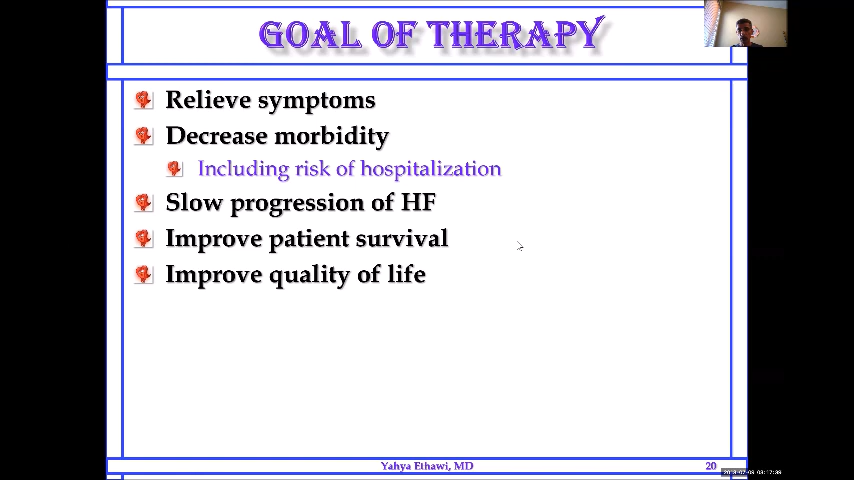 GOAL OF THERAPY
Relieve symptoms
Decrease morbidity
Including risk of hospitalization
Slow progression of HF
Improve patient survival
Improve quality of life
Yahya Ethawi, MD
20